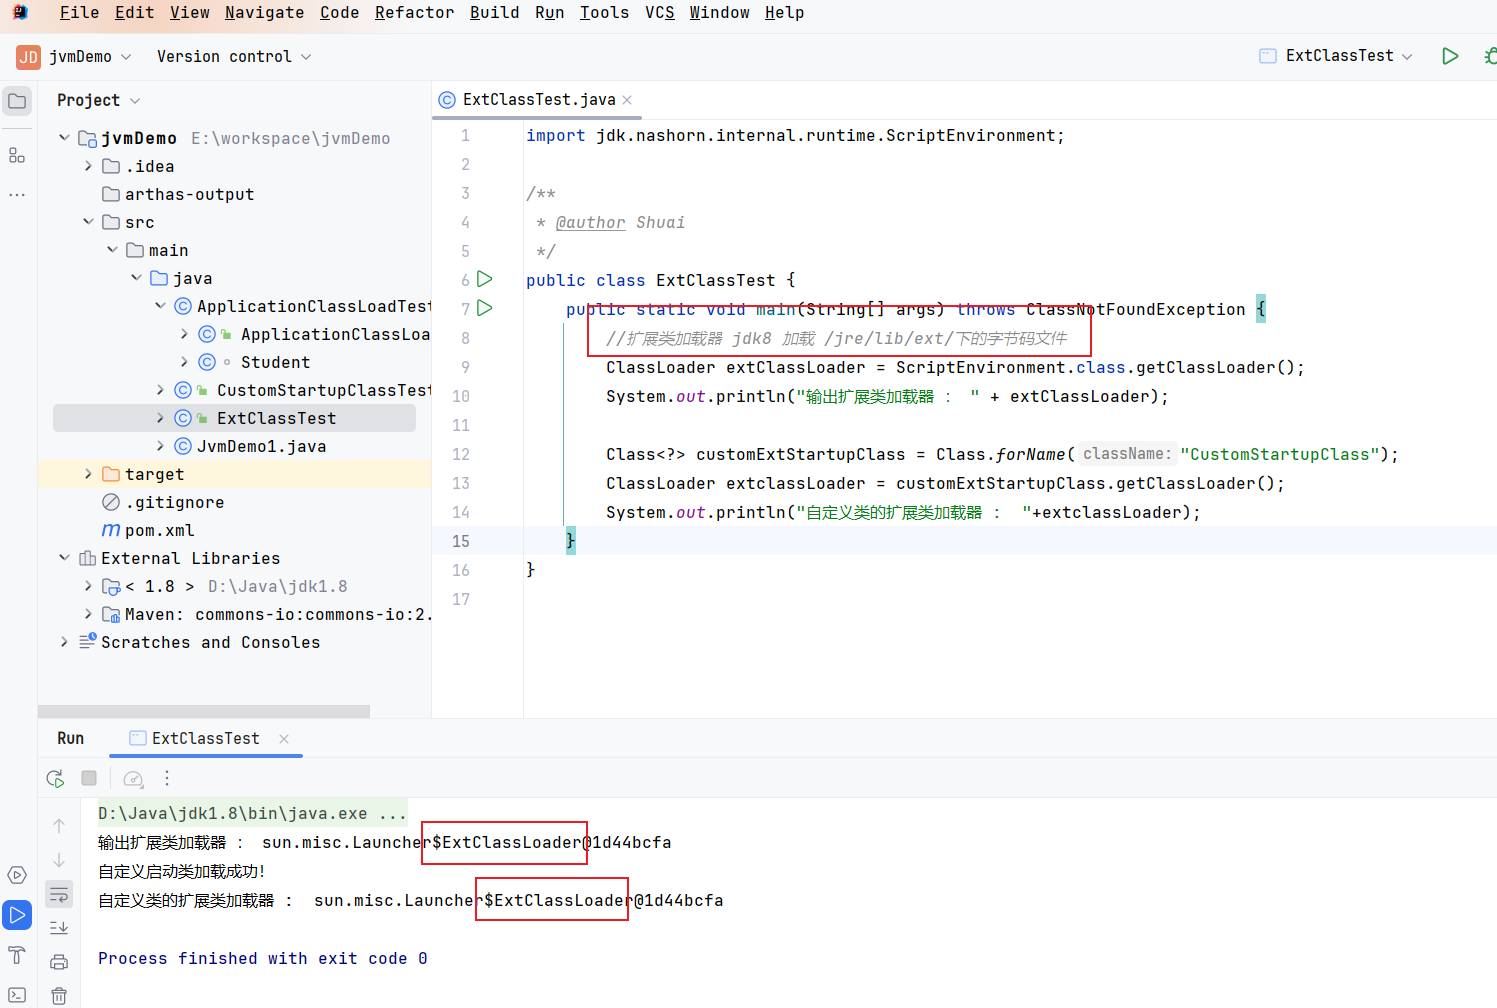 File Edit View Navigate Code Refactor Build Run Tools VCS Window Help
JD jvmDemo Version control ExtClassTest
Project
jvmDemo E:\workspace\jvmDemo
.idea
arthas-output
src
main
java
ApplicationClassLoadTest
ApplicationClassLoa
Student
CustomStartupClassTest
ExtClassTest
JvmDemo1.java
target
.gitignore
pom.xml
External Libraries
< 1.8 > D:\Java\jdk1.8
Maven: commons-io:commons-io:2.
Scratches and Consoles
ExtClassTest.java
1 import jdk.nashorn.internal.runtime.ScriptEnvironment;
2
3 /**
4 * @author Shuai
5 */
6 public class ExtClassTest {
7 public static void main(String[] args) throws ClassNotFoundException {
8 //扩展类加载器 jdk8 加载 /jre/lib/ext/下的字节码文件
9 ClassLoader extClassLoader = ScriptEnvironment.class.getClassLoader();
10 System.out.println("输出扩展类加载器 : " + extClassLoader);
11
12 Class<?> customExtStartupClass = Class.forName( className: "CustomStartupClass");
13 ClassLoader extclassLoader = customExtStartupClass.getClassLoader();
14 System.out.println("自定义类的扩展类加载器 : "+extclassLoader);
15 }
16 }
17
Run ExtClassTest
D:\Java\jdk1.8\bin\java.exe ...
输出扩展类加载器 : sun.misc.Launcher$ExtClassLoader@1d44bcfa
自定义启动类加载成功!
自定义类的扩展类加载器 : sun.misc.Launcher$ExtClassLoader@1d44bcfa
Process finished with exit code 0